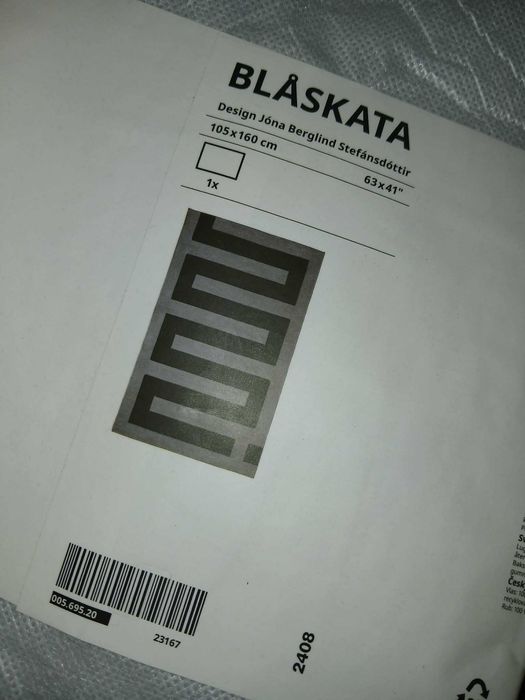 BLÅSKATA
Design Jóna Berglind Stefánsdóttir
105x160 cm
63x41"
1x
005.695.20
23167
2408